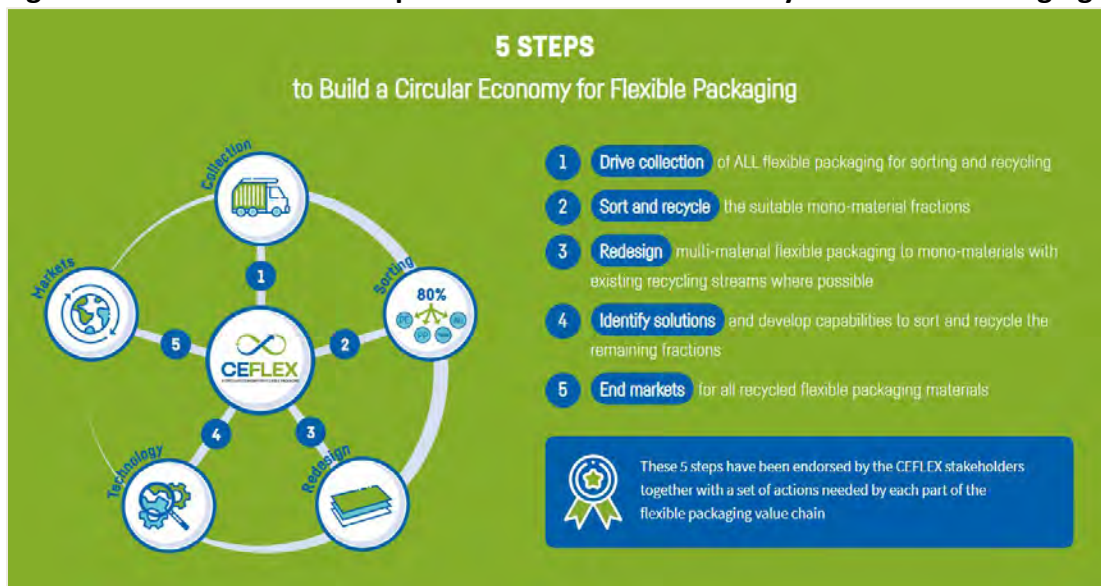 5 STEPS
to Build a Circular Economy for Flexible Packaging
Collection
Sorting
Redesign
Technology
Markets
80%
1
2
3
4
5
CEFLEX
1 Drive collection of ALL flexible packaging for sorting and recycling
2 Sort and recycle the suitable mono-material fractions
3 Redesign multi-material flexible packaging to mono-materials with
existing recycling streams where possible
4 Identify solutions and develop capabilities to sort and recycle the
remaining fractions
5 End markets for all recycled flexible packaging materials
These 5 steps have been endorsed by the CEFLEX stakeholders
together with a set of actions needed by each part of the
flexible packaging value chain